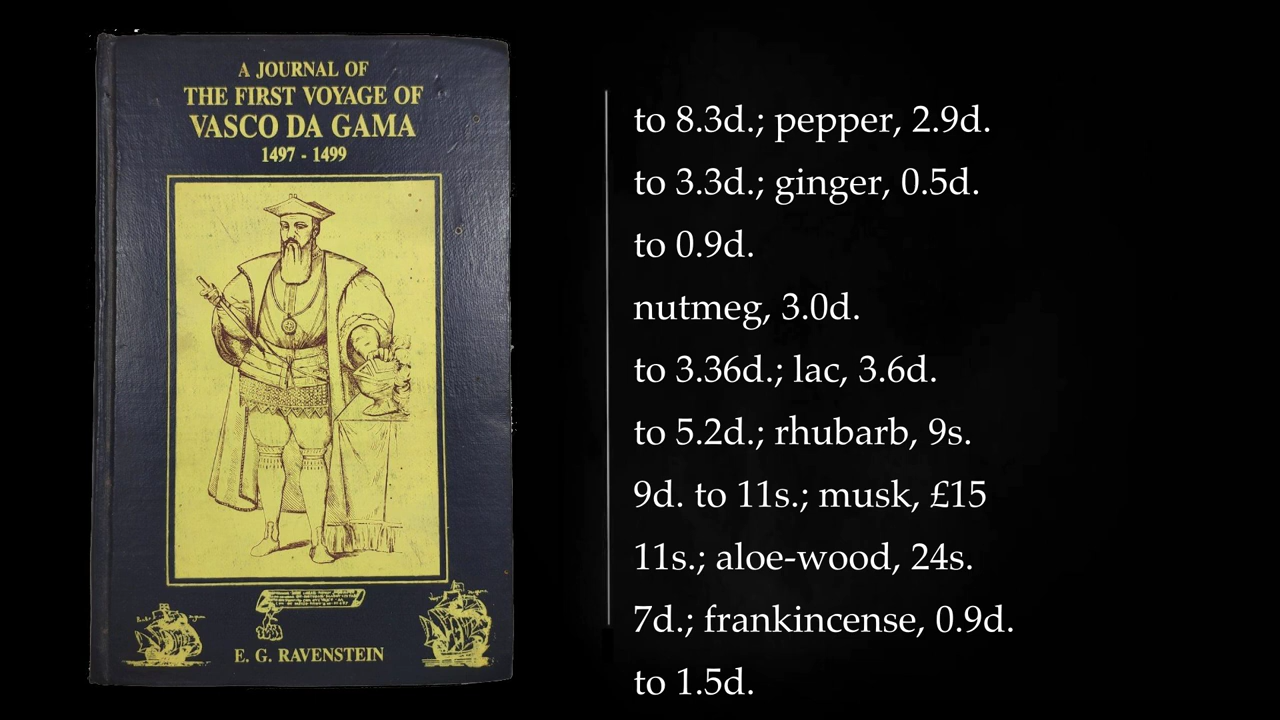 A JOURNAL OF
THE FIRST VOYAGE OF
VASCO DA GAMA
1497 - 1499
E. G. RAVENSTEIN
to 8.3d.; pepper, 2.9d.
to 3.3d.; ginger, 0.5d.
to 0.9d.
nutmeg, 3.0d.
to 3.36d.; lac, 3.6d.
to 5.2d.; rhubarb, 9s.
9d. to 11s.; musk, £15
11s.; aloe-wood, 24s.
7d.; frankincense, 0.9d.
to 1.5d.